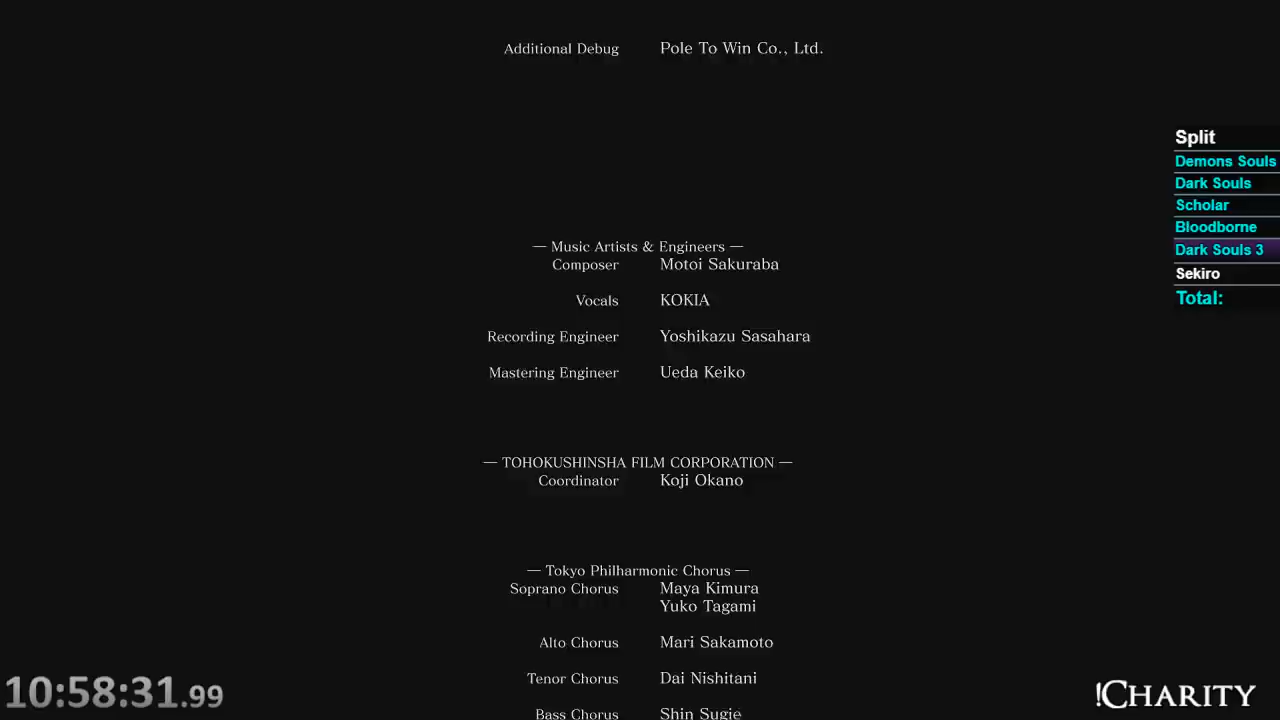 Additional Debug Pole To Win Co., Ltd.
— Music Artists & Engineers —
Composer Motoi Sakuraba
Vocals KOKIA
Recording Engineer Yoshikazu Sasahara
Mastering Engineer Ueda Keiko
— TOHOKUSHINSHA FILM CORPORATION —
Coordinator Koji Okano
— Tokyo Philharmonic Chorus —
Soprano Chorus Maya Kimura
Yuko Tagami
Alto Chorus Mari Sakamoto
Tenor Chorus Dai Nishitani
Bass Chorus Shin Sugie
Split
Demons Souls
Dark Souls
Scholar
Bloodborne
Dark Souls 3
Sekiro
Total:
10:58:31.99
!CHARITY